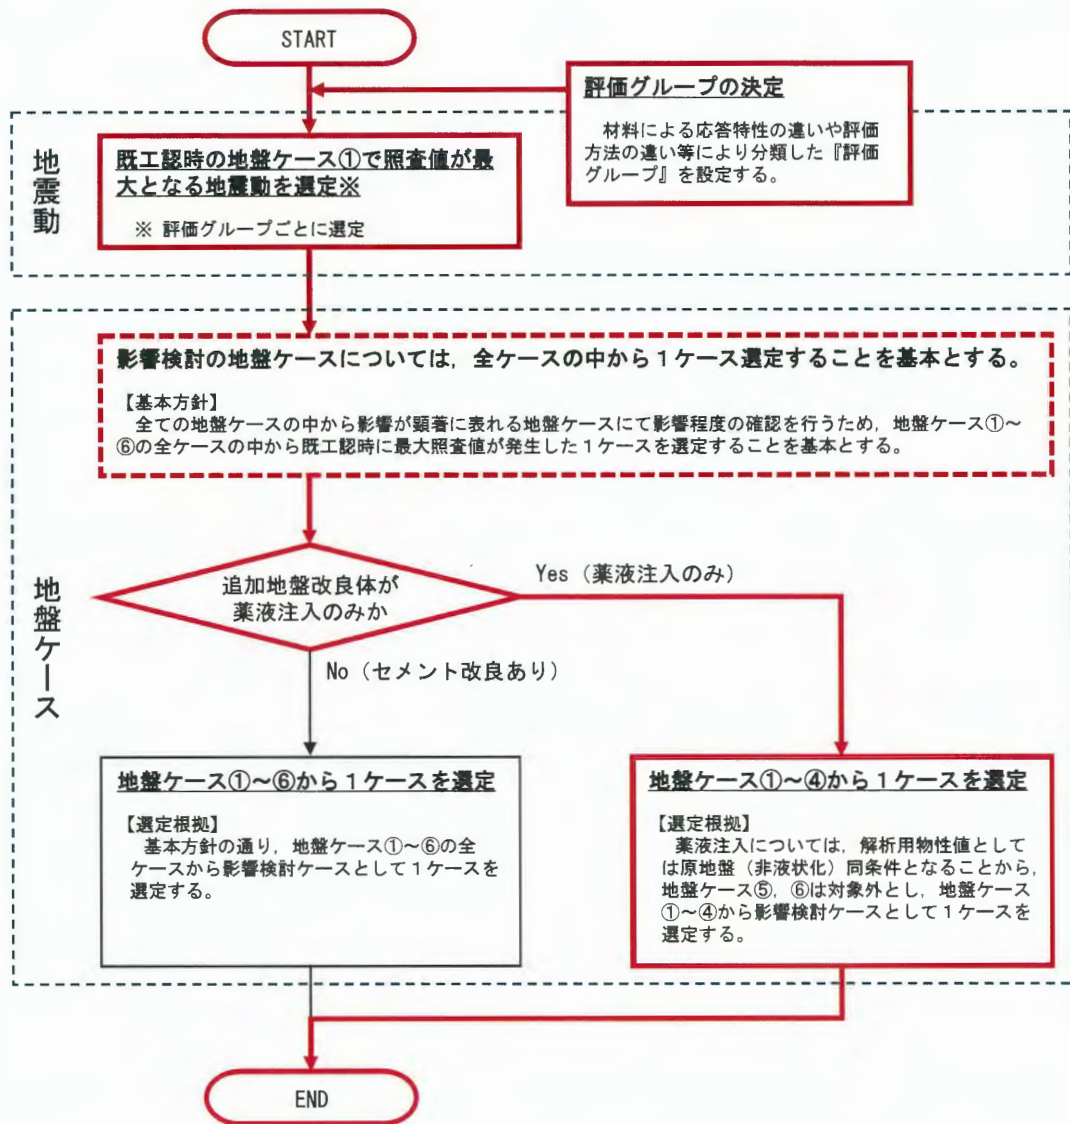 START
評価グループの決定
材料による応答特性の違いや評価
方法の違い等により分類した『評価
グループ』を設定する。
地震動
既工認時の地盤ケース①で照査値が最
大となる地震動を選定※
※ 評価グループごとに選定
地盤ケース
影響検討の地盤ケースについては，全ケースの中から１ケース選定することを基本とする。
【基本方針】
全ての地盤ケースの中から影響が顕著に表れる地盤ケースにて影響程度の確認を行うため，地盤ケース①～
⑥の全ケースの中から既工認時に最大照査値が発生した１ケースを選定することを基本とする。
追加地盤改良体が
薬液注入のみか
Yes（薬液注入のみ）
No（セメント改良あり）
地盤ケース①～⑥から１ケースを選定
【選定根拠】
基本方針の通り，地盤ケース①～⑥の全
ケースから影響検討ケースとして１ケースを
選定する。
地盤ケース①～④から１ケースを選定
【選定根拠】
薬液注入については，解析用物性値として
は原地盤（非液状化）同条件となることから，
地盤ケース⑤，⑥は対象外とし，地盤ケース
①～④から影響検討ケースとして１ケースを
選定する。
END